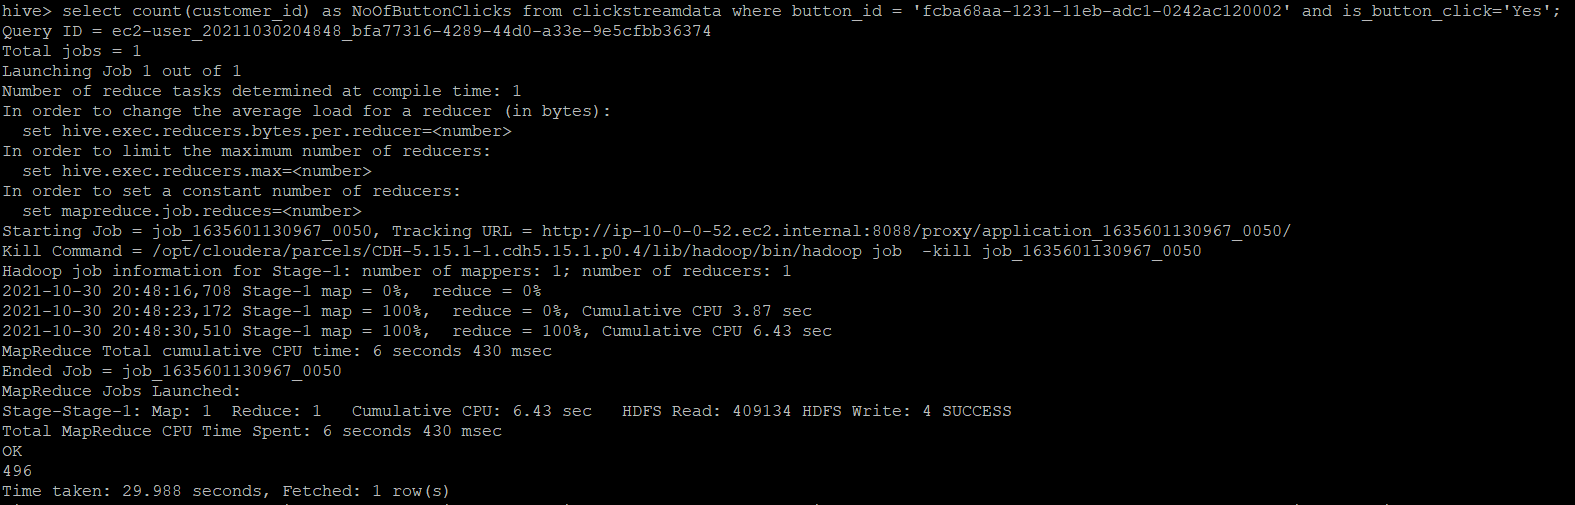 hive> select count(customer_id) as NoOfButtonClicks from clickstreamdata where button_id = 'fcba68aa-1231-11eb-adc1-0242ac120002' and is_button_click='Yes';
Query ID = ec2-user_20211030204848_bfa77316-4289-44d0-a33e-9e5cfbb36374
Total jobs = 1
Launching Job 1 out of 1
Number of reduce tasks determined at compile time: 1
In order to change the average load for a reducer (in bytes):
  set hive.exec.reducers.bytes.per.reducer=<number>
In order to limit the maximum number of reducers:
  set hive.exec.reducers.max=<number>
In order to set a constant number of reducers:
  set mapreduce.job.reduces=<number>
Starting Job = job_1635601130967_0050, Tracking URL = http://ip-10-0-0-52.ec2.internal:8088/proxy/application_1635601130967_0050/
Kill Command = /opt/cloudera/parcels/CDH-5.15.1-1.cdh5.15.1.p0.4/lib/hadoop/bin/hadoop job  -kill job_1635601130967_0050
Hadoop job information for Stage-1: number of mappers: 1; number of reducers: 1
2021-10-30 20:48:16,708 Stage-1 map = 0%,  reduce = 0%
2021-10-30 20:48:23,172 Stage-1 map = 100%,  reduce = 0%, Cumulative CPU 3.87 sec
2021-10-30 20:48:30,510 Stage-1 map = 100%,  reduce = 100%, Cumulative CPU 6.43 sec
MapReduce Total cumulative CPU time: 6 seconds 430 msec
Ended Job = job_1635601130967_0050
MapReduce Jobs Launched:
Stage-Stage-1: Map: 1  Reduce: 1   Cumulative CPU: 6.43 sec   HDFS Read: 409134 HDFS Write: 4 SUCCESS
Total MapReduce CPU Time Spent: 6 seconds 430 msec
OK
496
Time taken: 29.988 seconds, Fetched: 1 row(s)